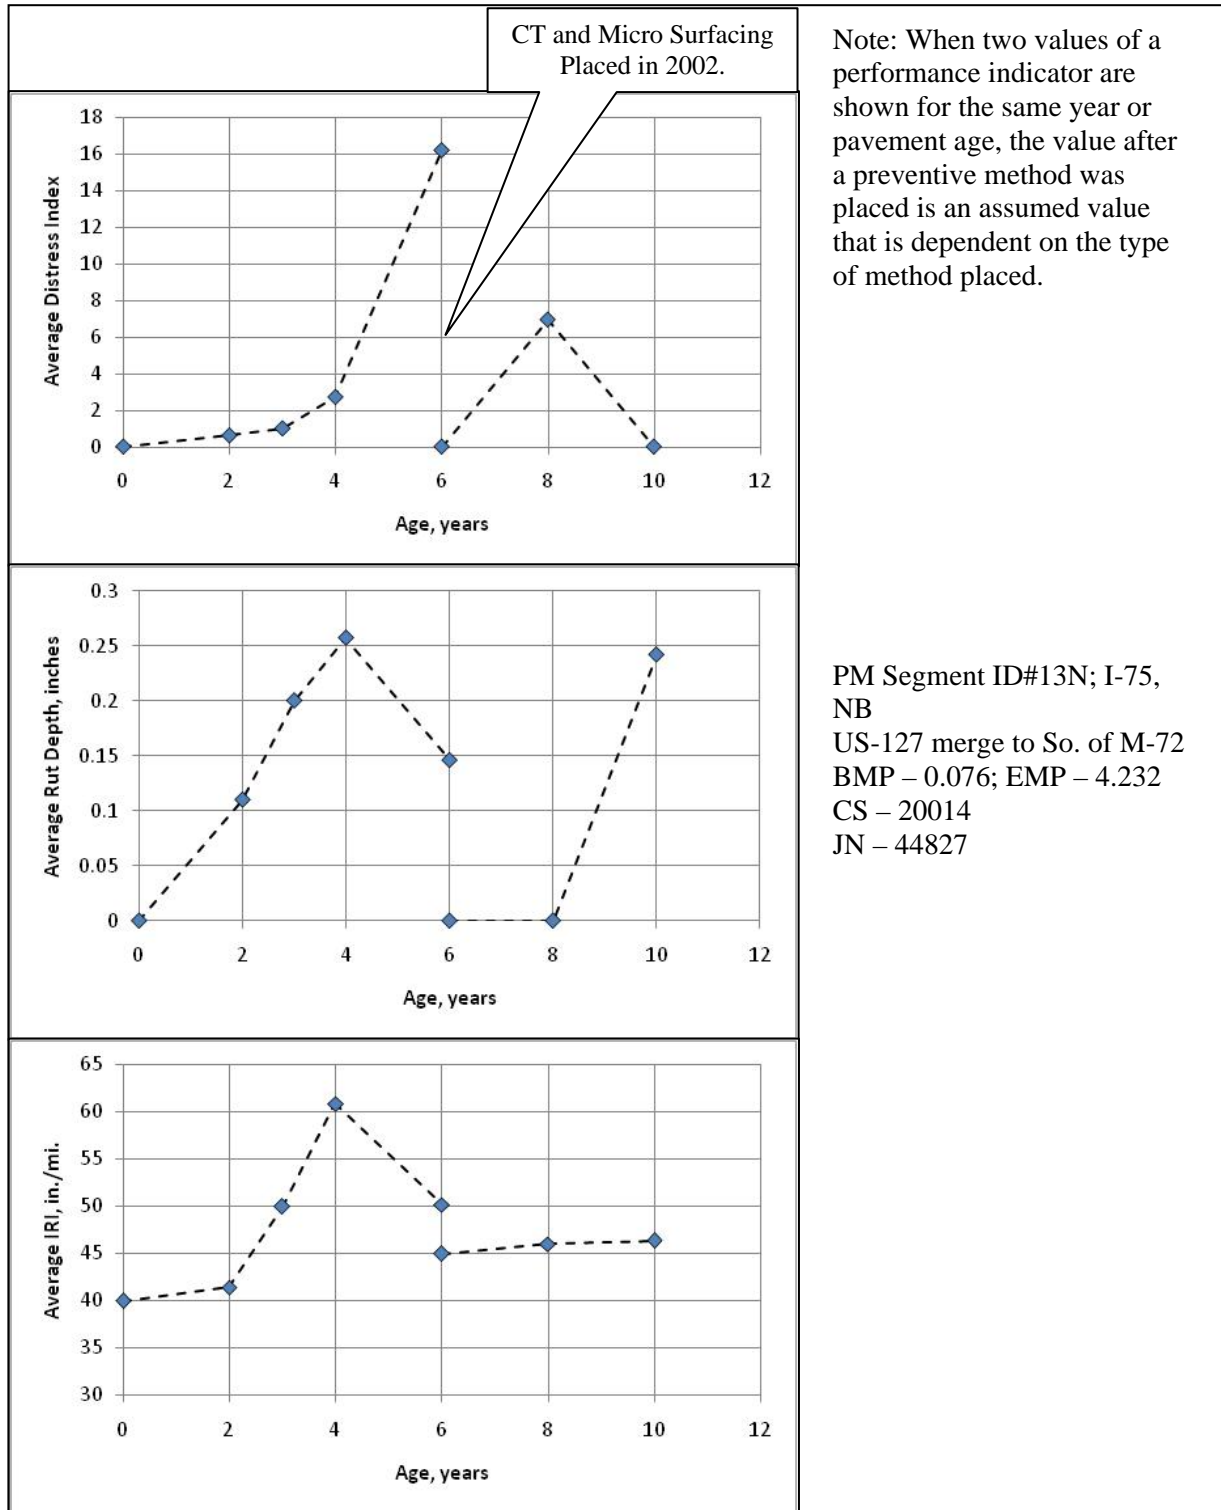 CT and Micro Surfacing
Placed in 2002.
Note: When two values of a
performance indicator are
shown for the same year or
pavement age, the value after
a preventive method was
placed is an assumed value
that is dependent on the type
of method placed.
Average Distress Index
18
16
14
12
10
8
6
4
2
0
0 2 4 6 8 10 12
Age, years
Average Rut Depth, inches
0.3
0.25
0.2
0.15
0.1
0.05
0
0 2 4 6 8 10 12
Age, years
PM Segment ID#13N; I-75,
NB
US-127 merge to So. of M-72
BMP – 0.076; EMP – 4.232
CS – 20014
JN – 44827
Average IRI, in./mi.
65
60
55
50
45
40
35
30
0 2 4 6 8 10 12
Age, years